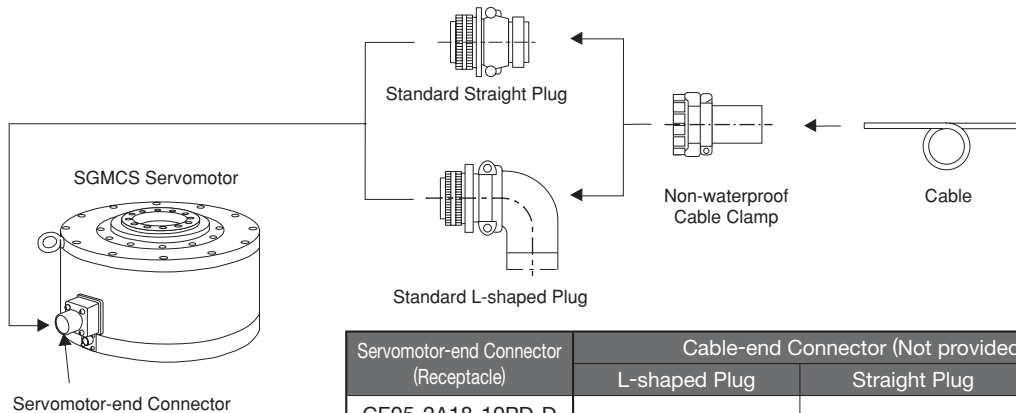 Standard Straight Plug
SGMCS Servomotor
Non-waterproof
Cable Clamp
Cable
Standard L-shaped Plug
Servomotor-end Connector
Servomotor-end Connector
(Receptacle)
Cable-end Connector (Not provided
L-shaped Plug
Straight Plug